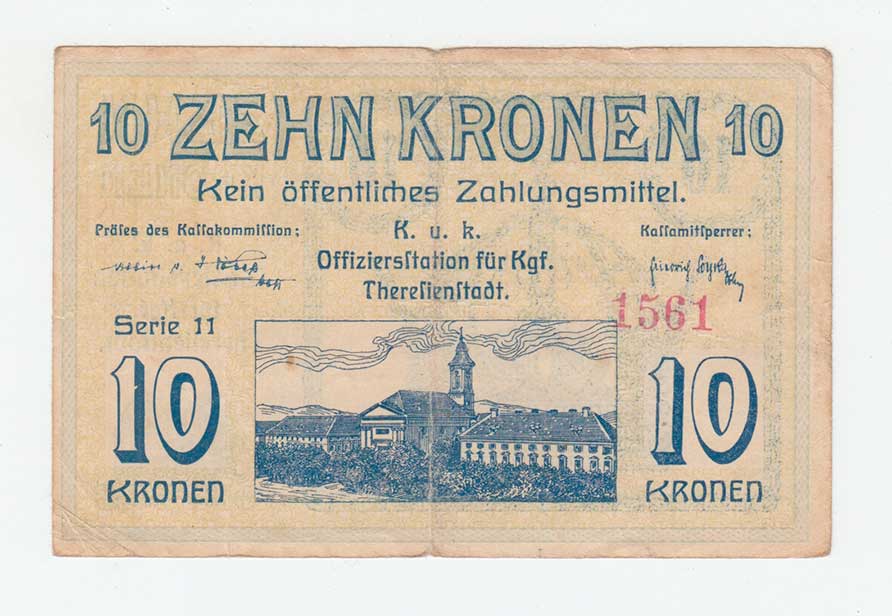 10 ZEHN KRONEN 10
Kein öffentliches Zahlungsmittel.
Präſes des Kaſſakommiſſion:
K. u. k.
Kaſſamitſperrer:
Offiziersſtation für Kgf.
Thereſienſtadt.
1561
Serie 11
10
KRONEN
10
KRONEN